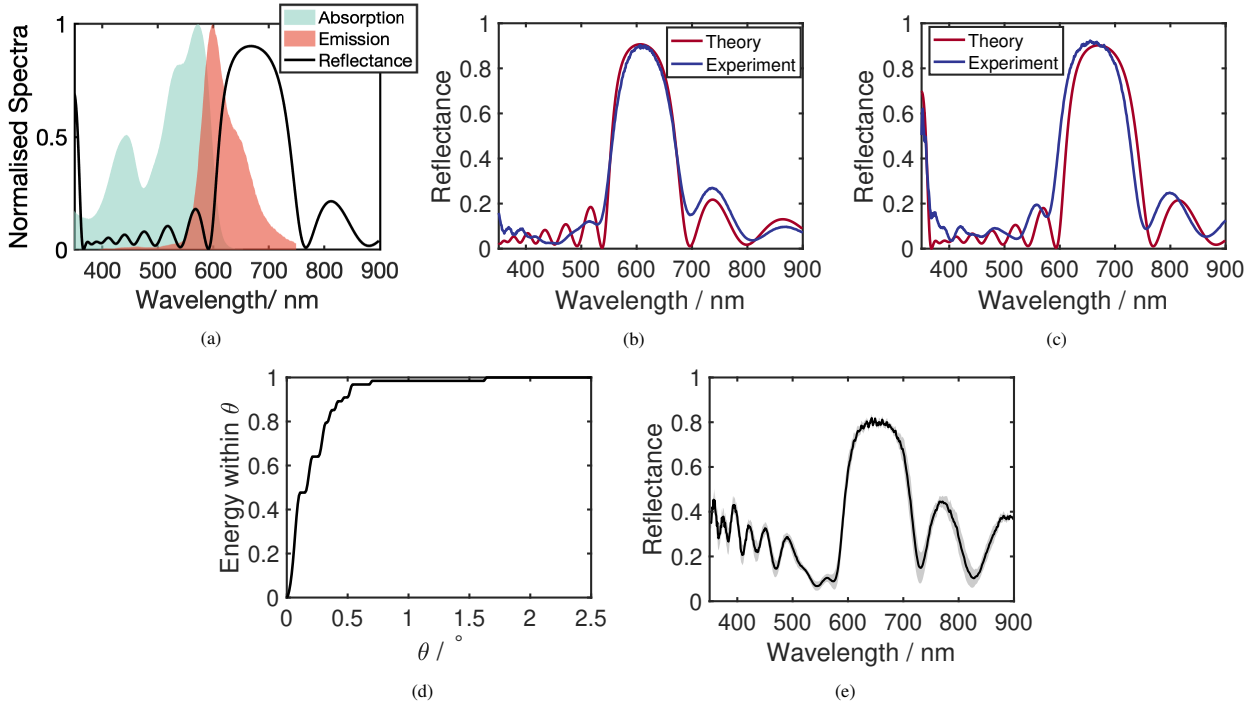 Absorption
Emission
Reflectance
Normalised Spectra
1
0.5
0
400 500 600 700 800 900
Wavelength/ nm
(a)
Theory
Experiment
Reflectance
1
0.8
0.6
0.4
0.2
0
400 500 600 700 800 900
Wavelength / nm
(b)
Theory
Experiment
Reflectance
1
0.8
0.6
0.4
0.2
0
400 500 600 700 800 900
Wavelength / nm
(c)
Energy within θ
1
0.8
0.6
0.4
0.2
0
0 0.5 1 1.5 2 2.5
θ / °
(d)
Reflectance
1
0.8
0.6
0.4
0.2
0
400 500 600 700 800 900
Wavelength / nm
(e)